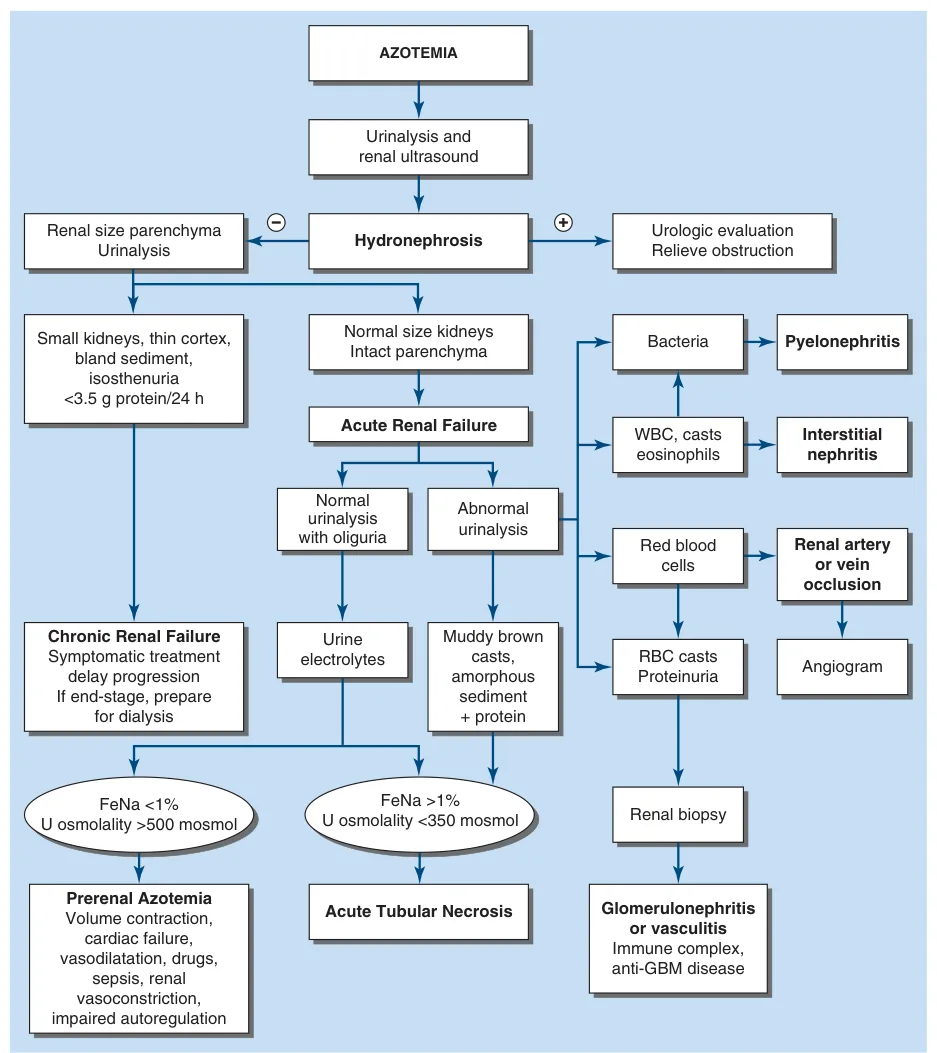 AZOTEMIA
Urinalysis and
renal ultrasound
Renal size parenchyma
Urinalysis
−
Hydronephrosis
+
Urologic evaluation
Relieve obstruction
Small kidneys, thin cortex,
bland sediment,
isosthenuria
<3.5 g protein/24 h
Normal size kidneys
Intact parenchyma
Bacteria
Pyelonephritis
Acute Renal Failure
WBC, casts
eosinophils
Interstitial
nephritis
Normal
urinalysis
with oliguria
Abnormal
urinalysis
Red blood
cells
Renal artery
or vein
occlusion
Chronic Renal Failure
Symptomatic treatment
delay progression
If end-stage, prepare
for dialysis
Urine
electrolytes
Muddy brown
casts,
amorphous
sediment
+ protein
RBC casts
Proteinuria
Angiogram
FeNa <1%
U osmolality >500 mosmol
FeNa >1%
U osmolality <350 mosmol
Renal biopsy
Prerenal Azotemia
Volume contraction,
cardiac failure,
vasodilatation, drugs,
sepsis, renal
vasoconstriction,
impaired autoregulation
Acute Tubular Necrosis
Glomerulonephritis
or vasculitis
Immune complex,
anti-GBM disease